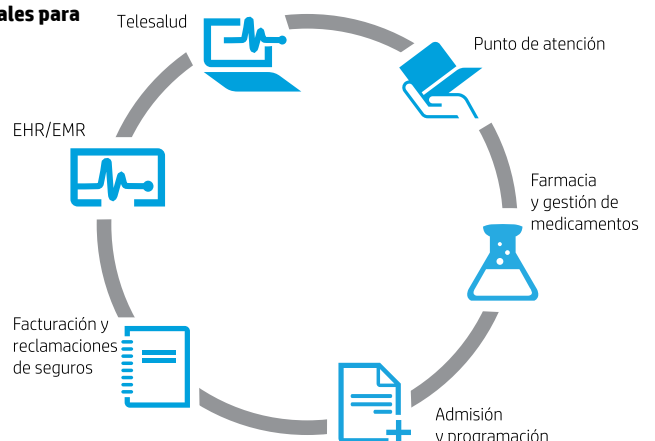 ales para
Telesalud
Punto de atención
EHR/EMR
Farmacia
y gestión de
medicamentos
Facturación y
reclamaciones
de seguros
Admisión
y programación